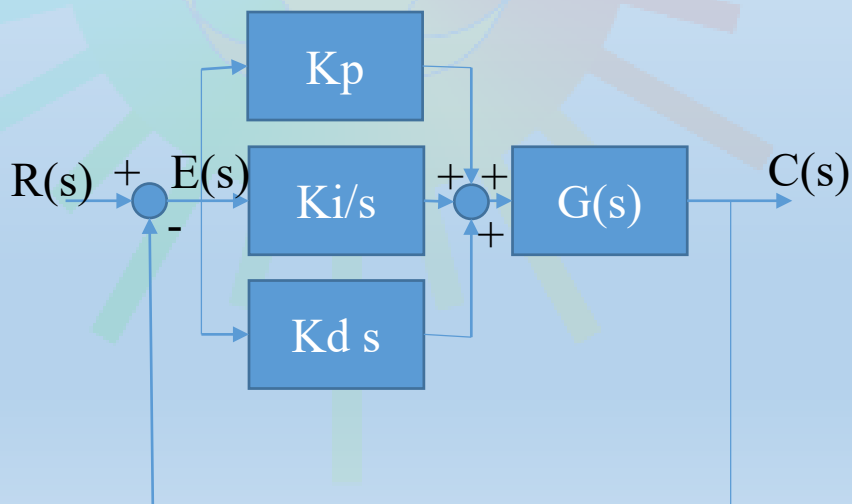 Kp
R(s)
+
-
E(s)
Ki/s
+
+
+
G(s)
C(s)
Kd s